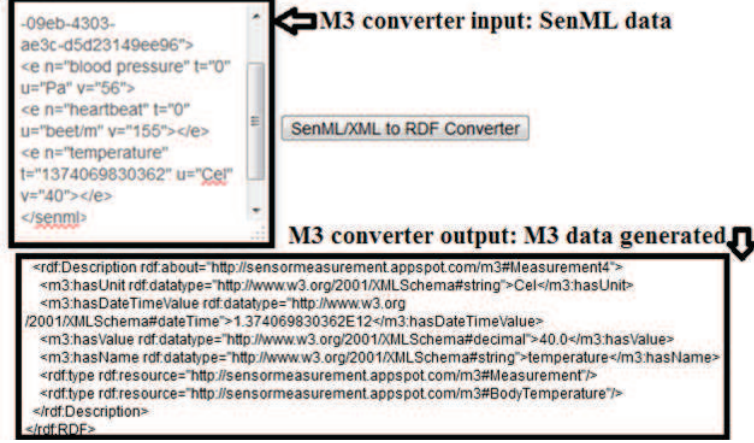 -09eb-4303-
ae3c-d5d23149ee96">
<e n="blood pressure" t="0"
u="Pa" v="56">
<e n="heartbeat" t="0"
u="beet/m" v="155"></e>
<e n="temperature"
t="1374069830362" u="Cel"
v="40"></e>
</senml>
M3 converter input: SenML data
SenML/XML to RDF Converter
M3 converter output: M3 data generated
<rdf:Description rdf:about="http://sensormeasurement.appspot.com/m3#Measurement4">
<m3:hasUnit rdf:datatype="http://www.w3.org/2001/XMLSchema#string">Cel</m3:hasUnit>
<m3:hasDateTimeValue rdf:datatype="http://www.w3.org
/2001/XMLSchema#dateTime">1.374069830362E12</m3:hasDateTimeValue>
<m3:hasValue rdf:datatype="http://www.w3.org/2001/XMLSchema#decimal">40.0</m3:hasValue>
<m3:hasName rdf:datatype="http://www.w3.org/2001/XMLSchema#string">temperature</m3:hasName>
<rdf:type rdf:resource="http://sensormeasurement.appspot.com/m3#Measurement"/>
<rdf:type rdf:resource="http://sensormeasurement.appspot.com/m3#BodyTemperature"/>
</rdf:Description>
</rdf:RDF>